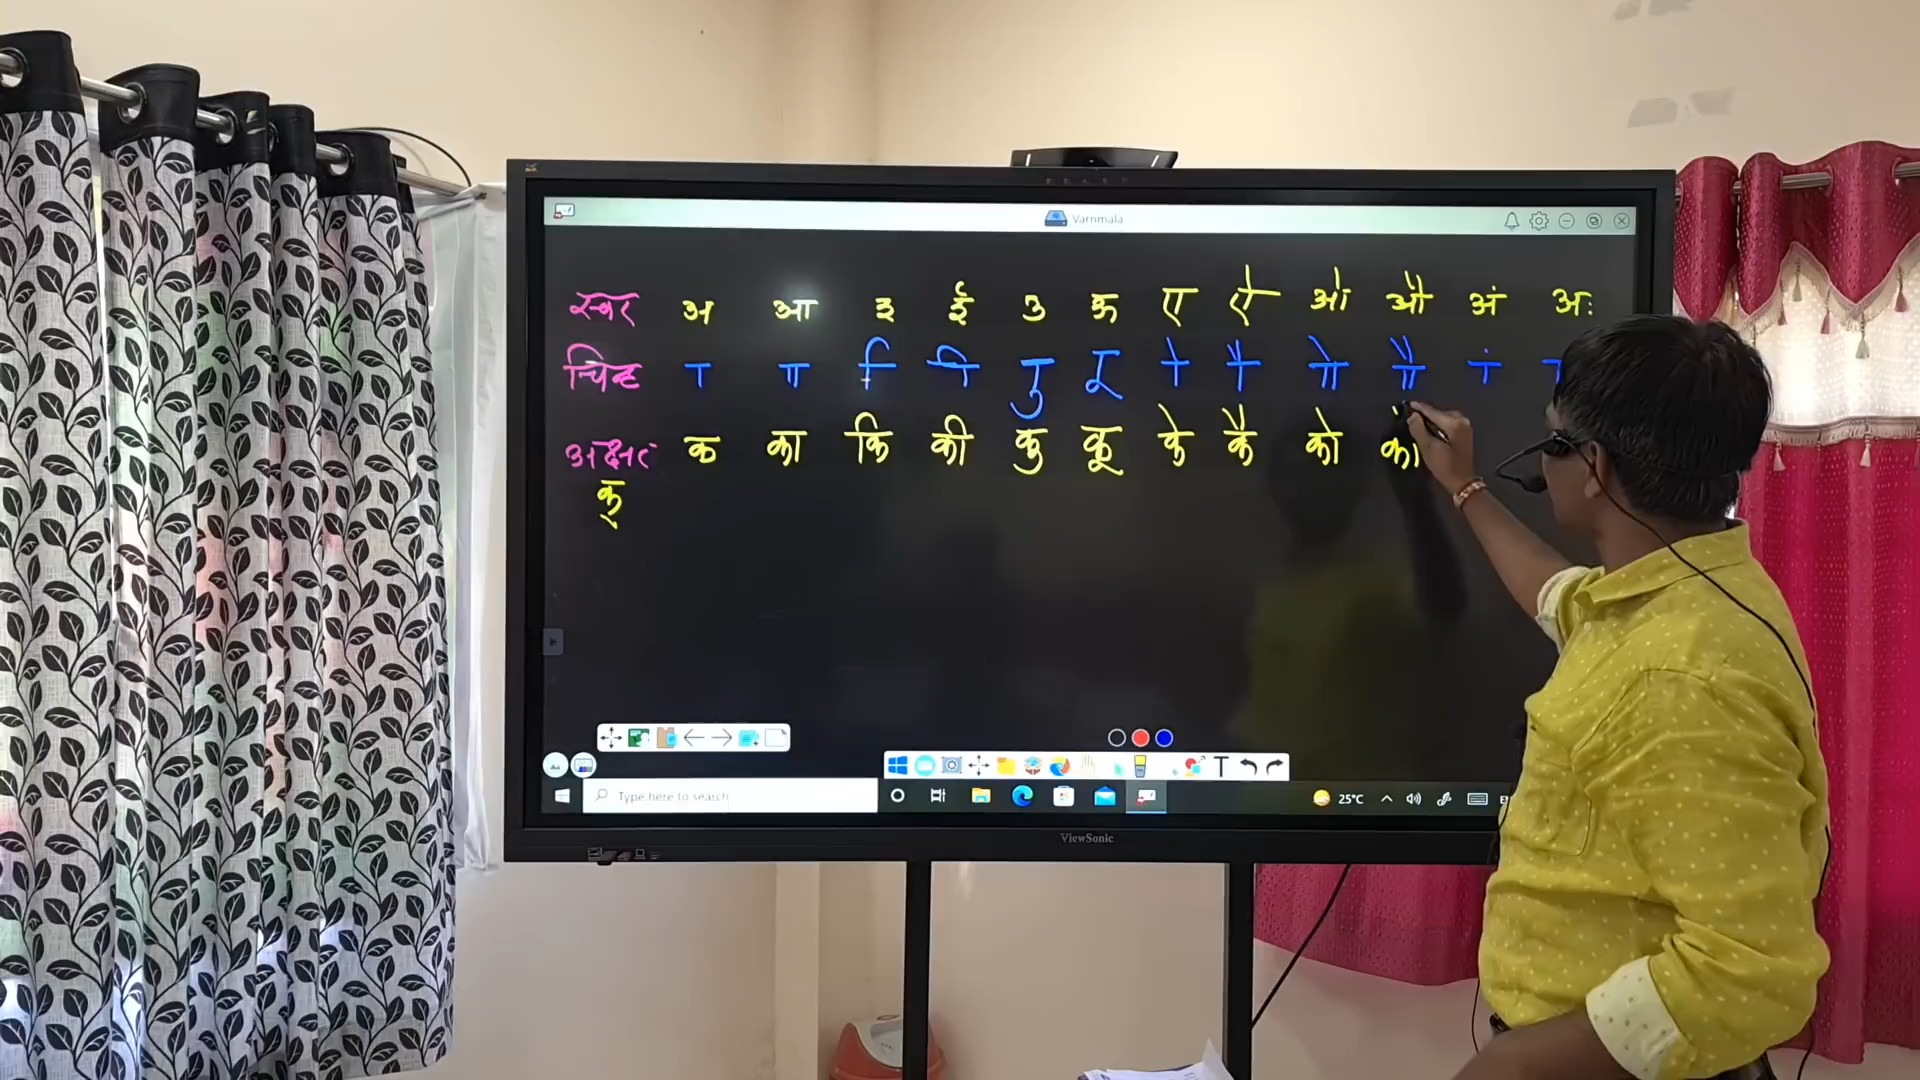 Varnmala
स्वर अ आ इ ई उ ऊ ए ऐ ओ औ अं अः
चिह्न
अक्षर क का कि की कु कू के कै को
क्
Type here to search
25°C
ViewSonic